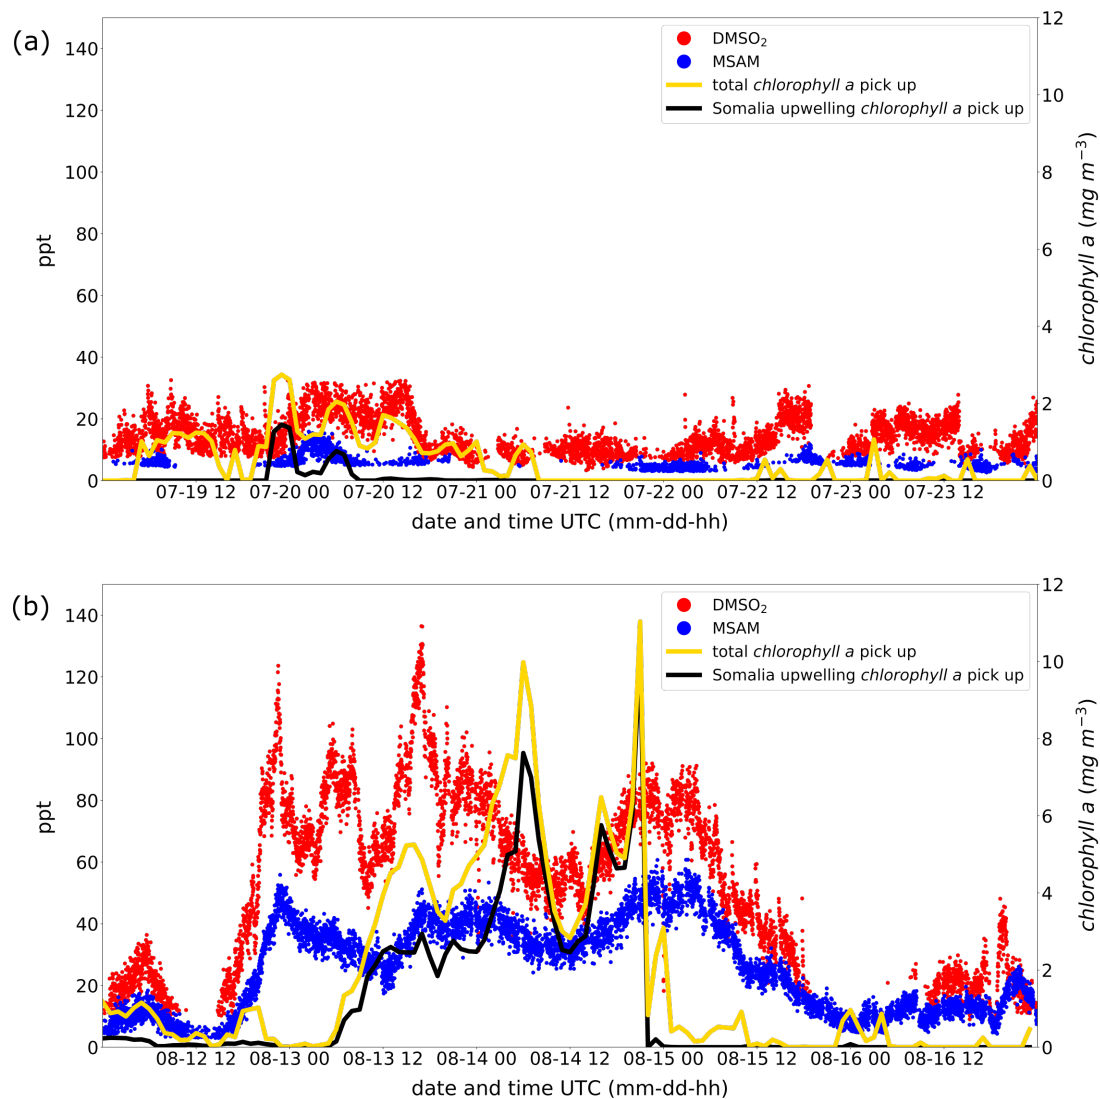 (a)
140
120
100
80
60
40
20
0
ppt
12
10
8
6
4
2
0
chlorophyll a (mg m⁻³)
DMSO₂
MSAM
total chlorophyll a pick up
Somalia upwelling chlorophyll a pick up
07-19 12 07-20 00 07-20 12 07-21 00 07-21 12 07-22 00 07-22 12 07-23 00 07-23 12
date and time UTC (mm-dd-hh)
(b)
140
120
100
80
60
40
20
0
ppt
12
10
8
6
4
2
0
chlorophyll a (mg m⁻³)
DMSO₂
MSAM
total chlorophyll a pick up
Somalia upwelling chlorophyll a pick up
08-12 12 08-13 00 08-13 12 08-14 00 08-14 12 08-15 00 08-15 12 08-16 00 08-16 12
date and time UTC (mm-dd-hh)